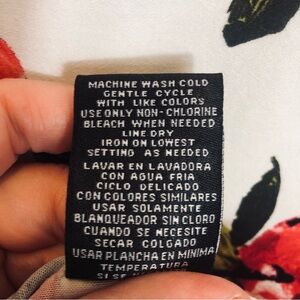 MACHINE WASH COLD
GENTLE CYCLE
WITH LIKE COLORS
USE ONLY NON-CHLORINE
BLEACH WHEN NEEDED
LINE DRY
IRON ON LOWEST
SETTING AS NEEDED
LAVAR EN LAVADORA
CON AGUA FRIA
CICLO DELICADO
CON COLORES SIMILARES
USAR SOLAMENTE
BLANQUEADOR SIN CLORO
CUANDO SE NECESITE
SECAR COLGADO
USAR PLANCHA EN MINIMA
TEMPERATURA
SI SE